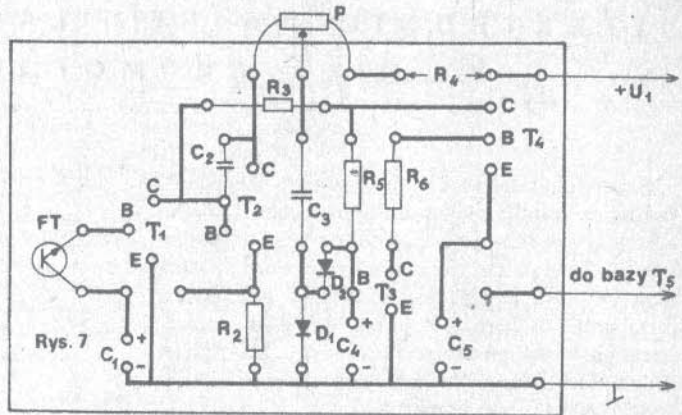 P
R₄
+U₁
R₃
C
B T₄
E
C₂
C
C
T₂
B
FT
B
T₁
E
C₃
R₅
R₆
E
D₃
B
C
T₃
E
do bazy T₅
Rys. 7
C₁
+
-
R₂
D₁
C₄
+
-
+
C₅
-